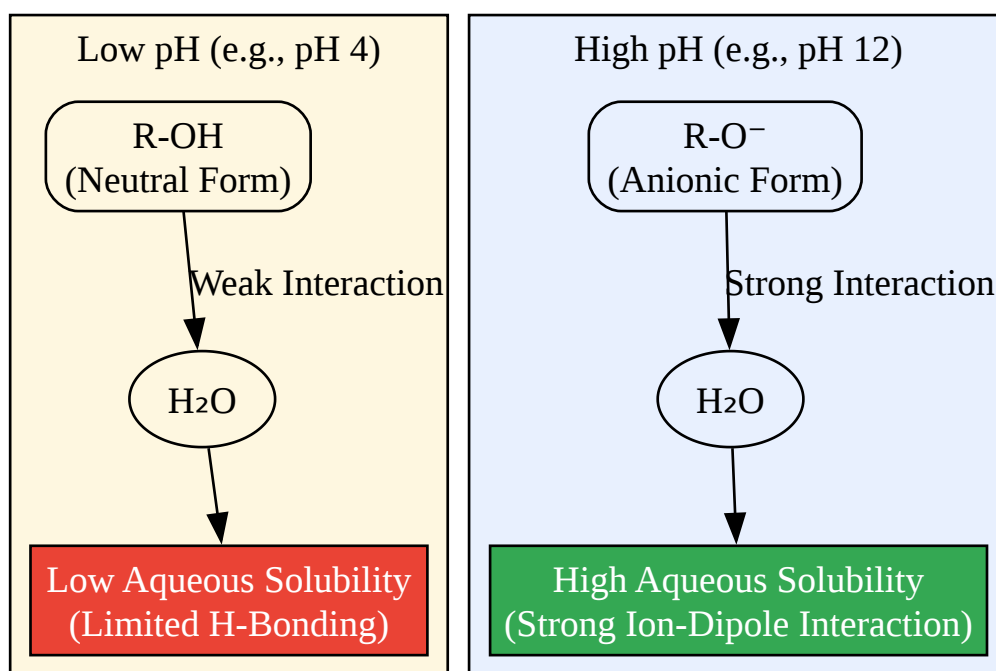 Low pH (e.g., pH 4)
R-OH
(Neutral Form)
Weak Interaction
H₂O
Low Aqueous Solubility
(Limited H-Bonding)
High pH (e.g., pH 12)
R-O⁻
(Anionic Form)
Strong Interaction
H₂O
High Aqueous Solubility
(Strong Ion-Dipole Interaction)